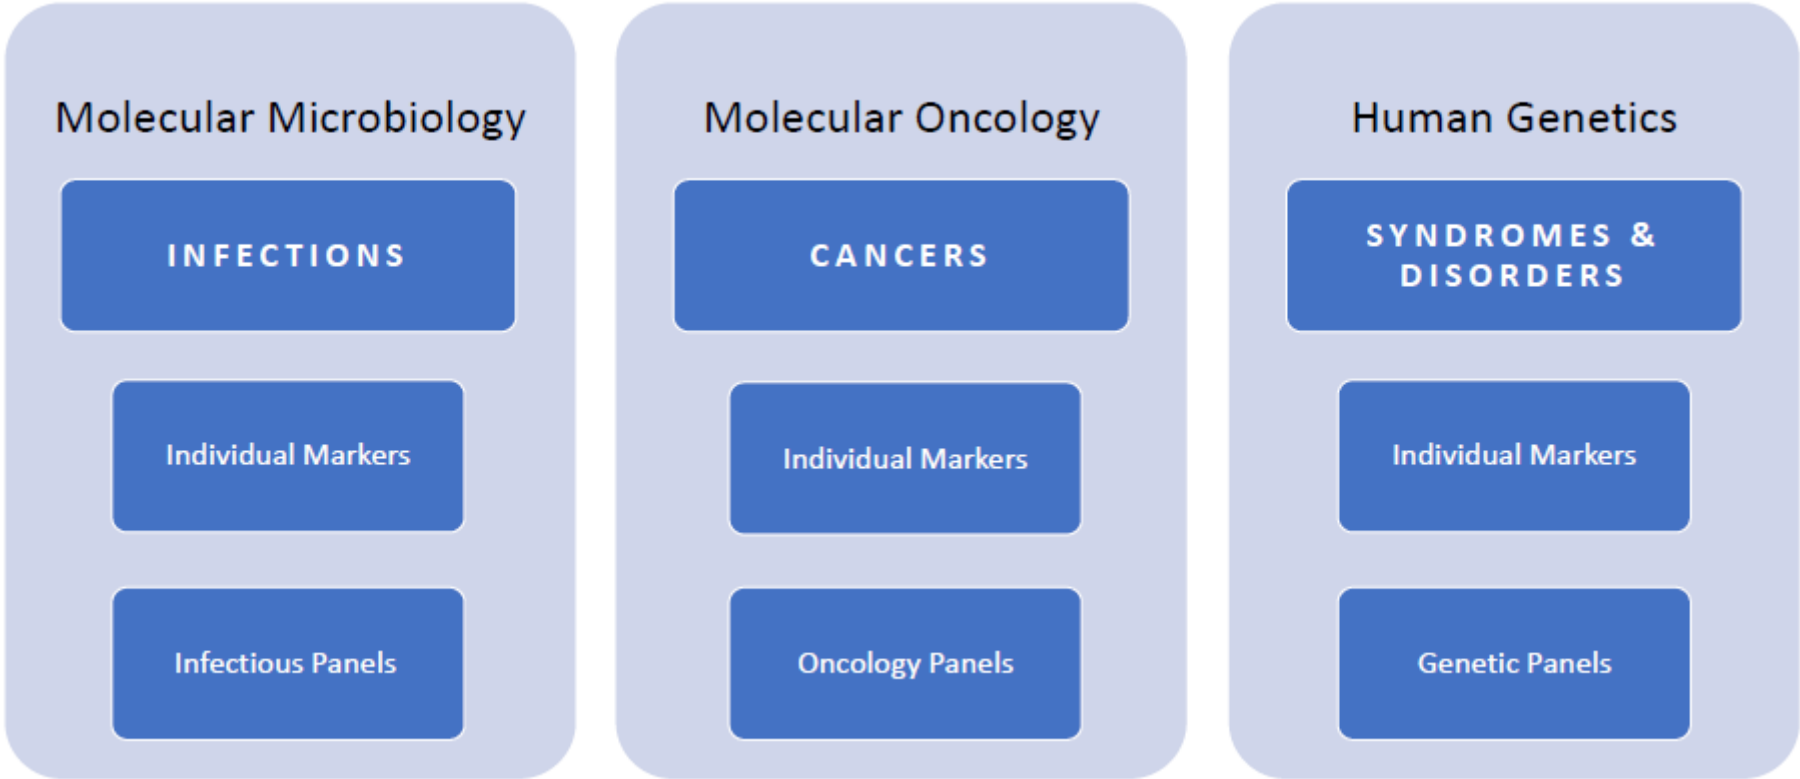 Molecular Microbiology
INFECTIONS
Individual Markers
Infectious Panels
Molecular Oncology
CANCERS
Individual Markers
Oncology Panels
Human Genetics
SYNDROMES &
DISORDERS
Individual Markers
Genetic Panels